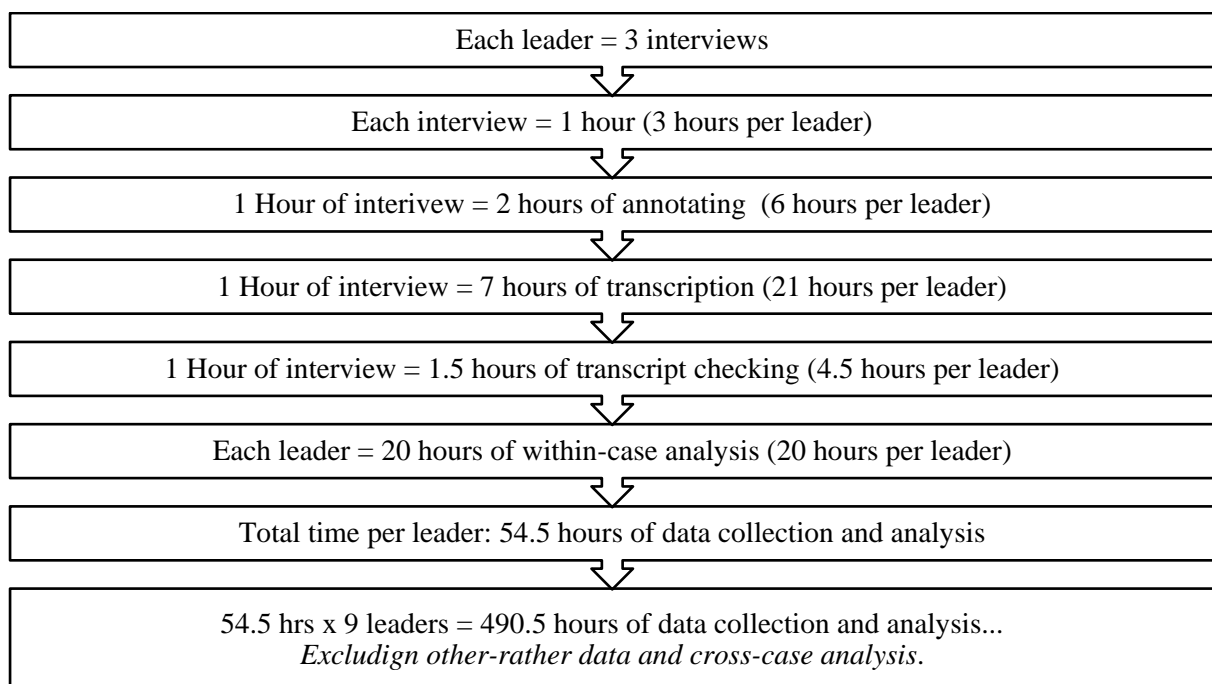 Each leader = 3 interviews
Each interview = 1 hour (3 hours per leader)
1 Hour of interivew = 2 hours of annotating  (6 hours per leader)
1 Hour of interview = 7 hours of transcription (21 hours per leader)
1 Hour of interview = 1.5 hours of transcript checking (4.5 hours per leader)
Each leader = 20 hours of within-case analysis (20 hours per leader)
Total time per leader: 54.5 hours of data collection and analysis
54.5 hrs x 9 leaders = 490.5 hours of data collection and analysis...
Excludign other-rather data and cross-case analysis.